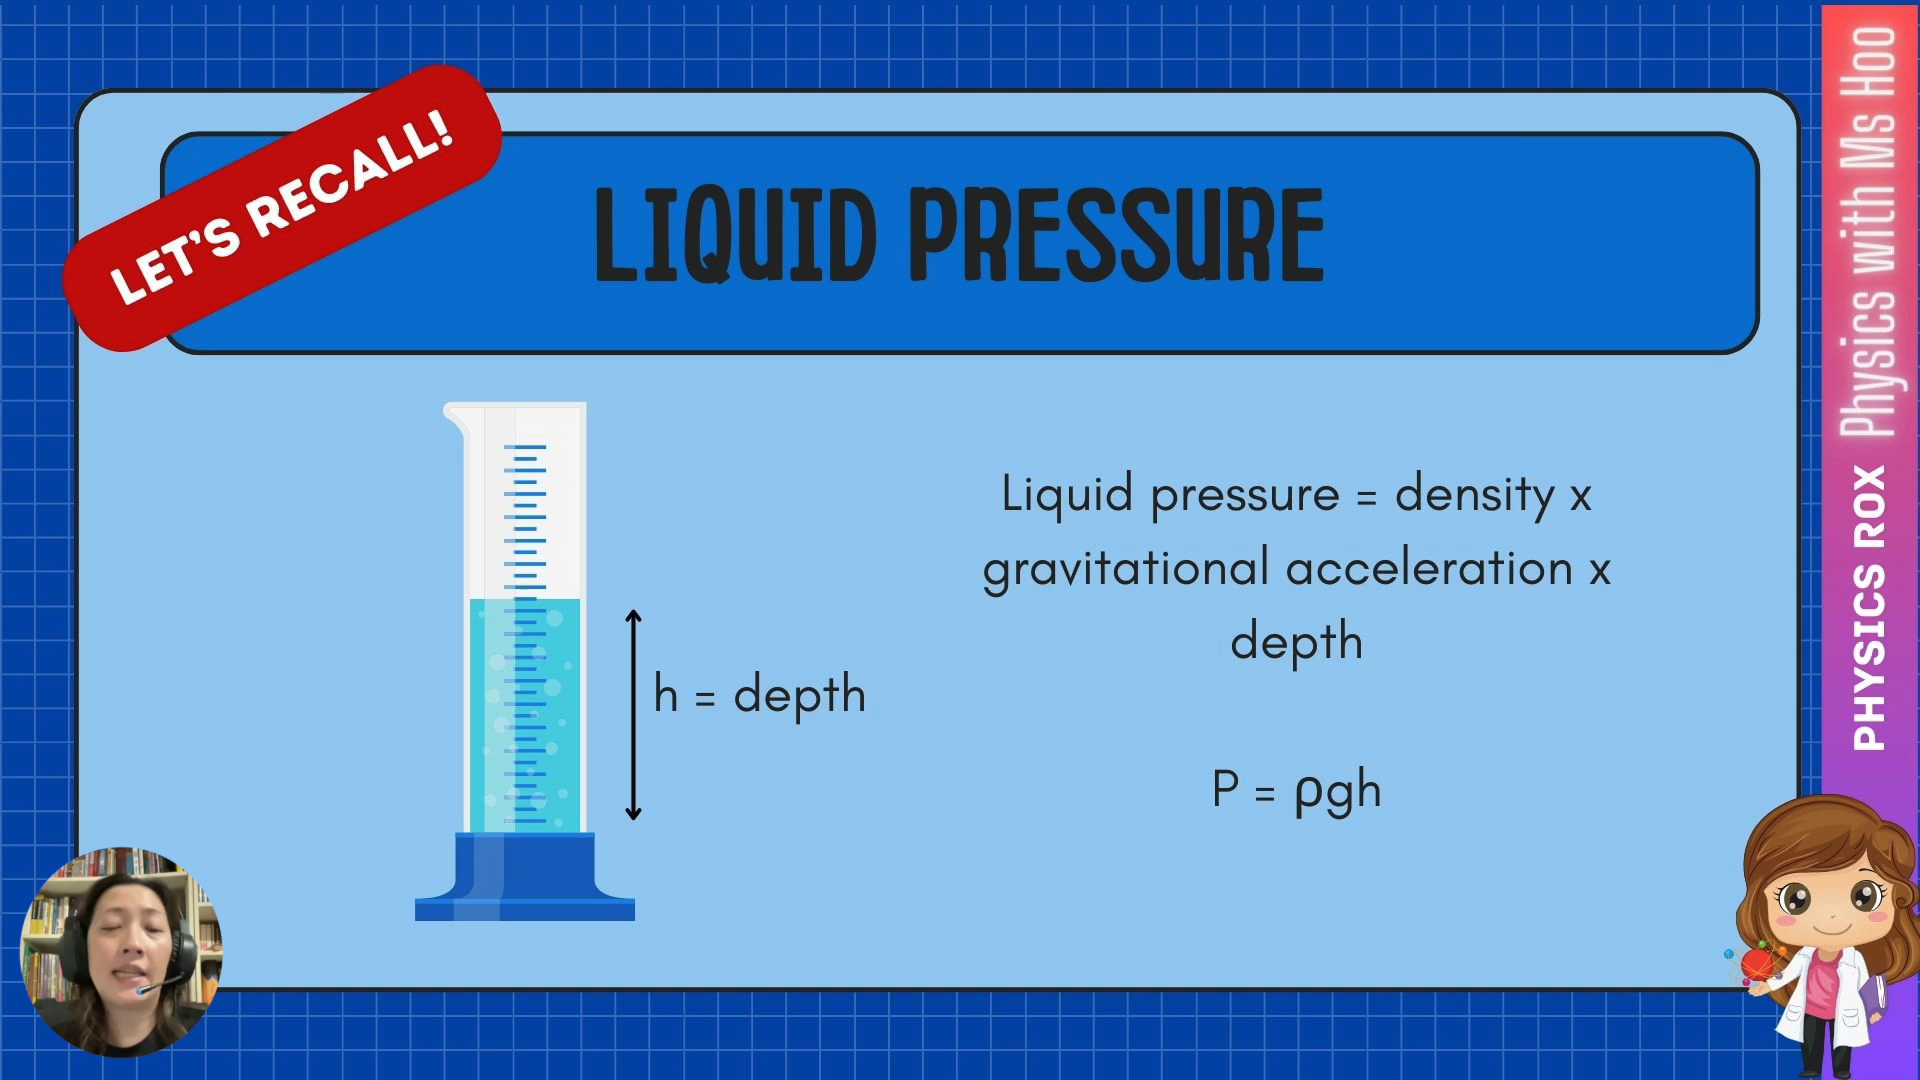 LET'S RECALL!
LIQUID PRESSURE
h = depth
Liquid pressure = density x
gravitational acceleration x
depth
P = ρgh
PHYSICS ROX Physics with Ms Hoo